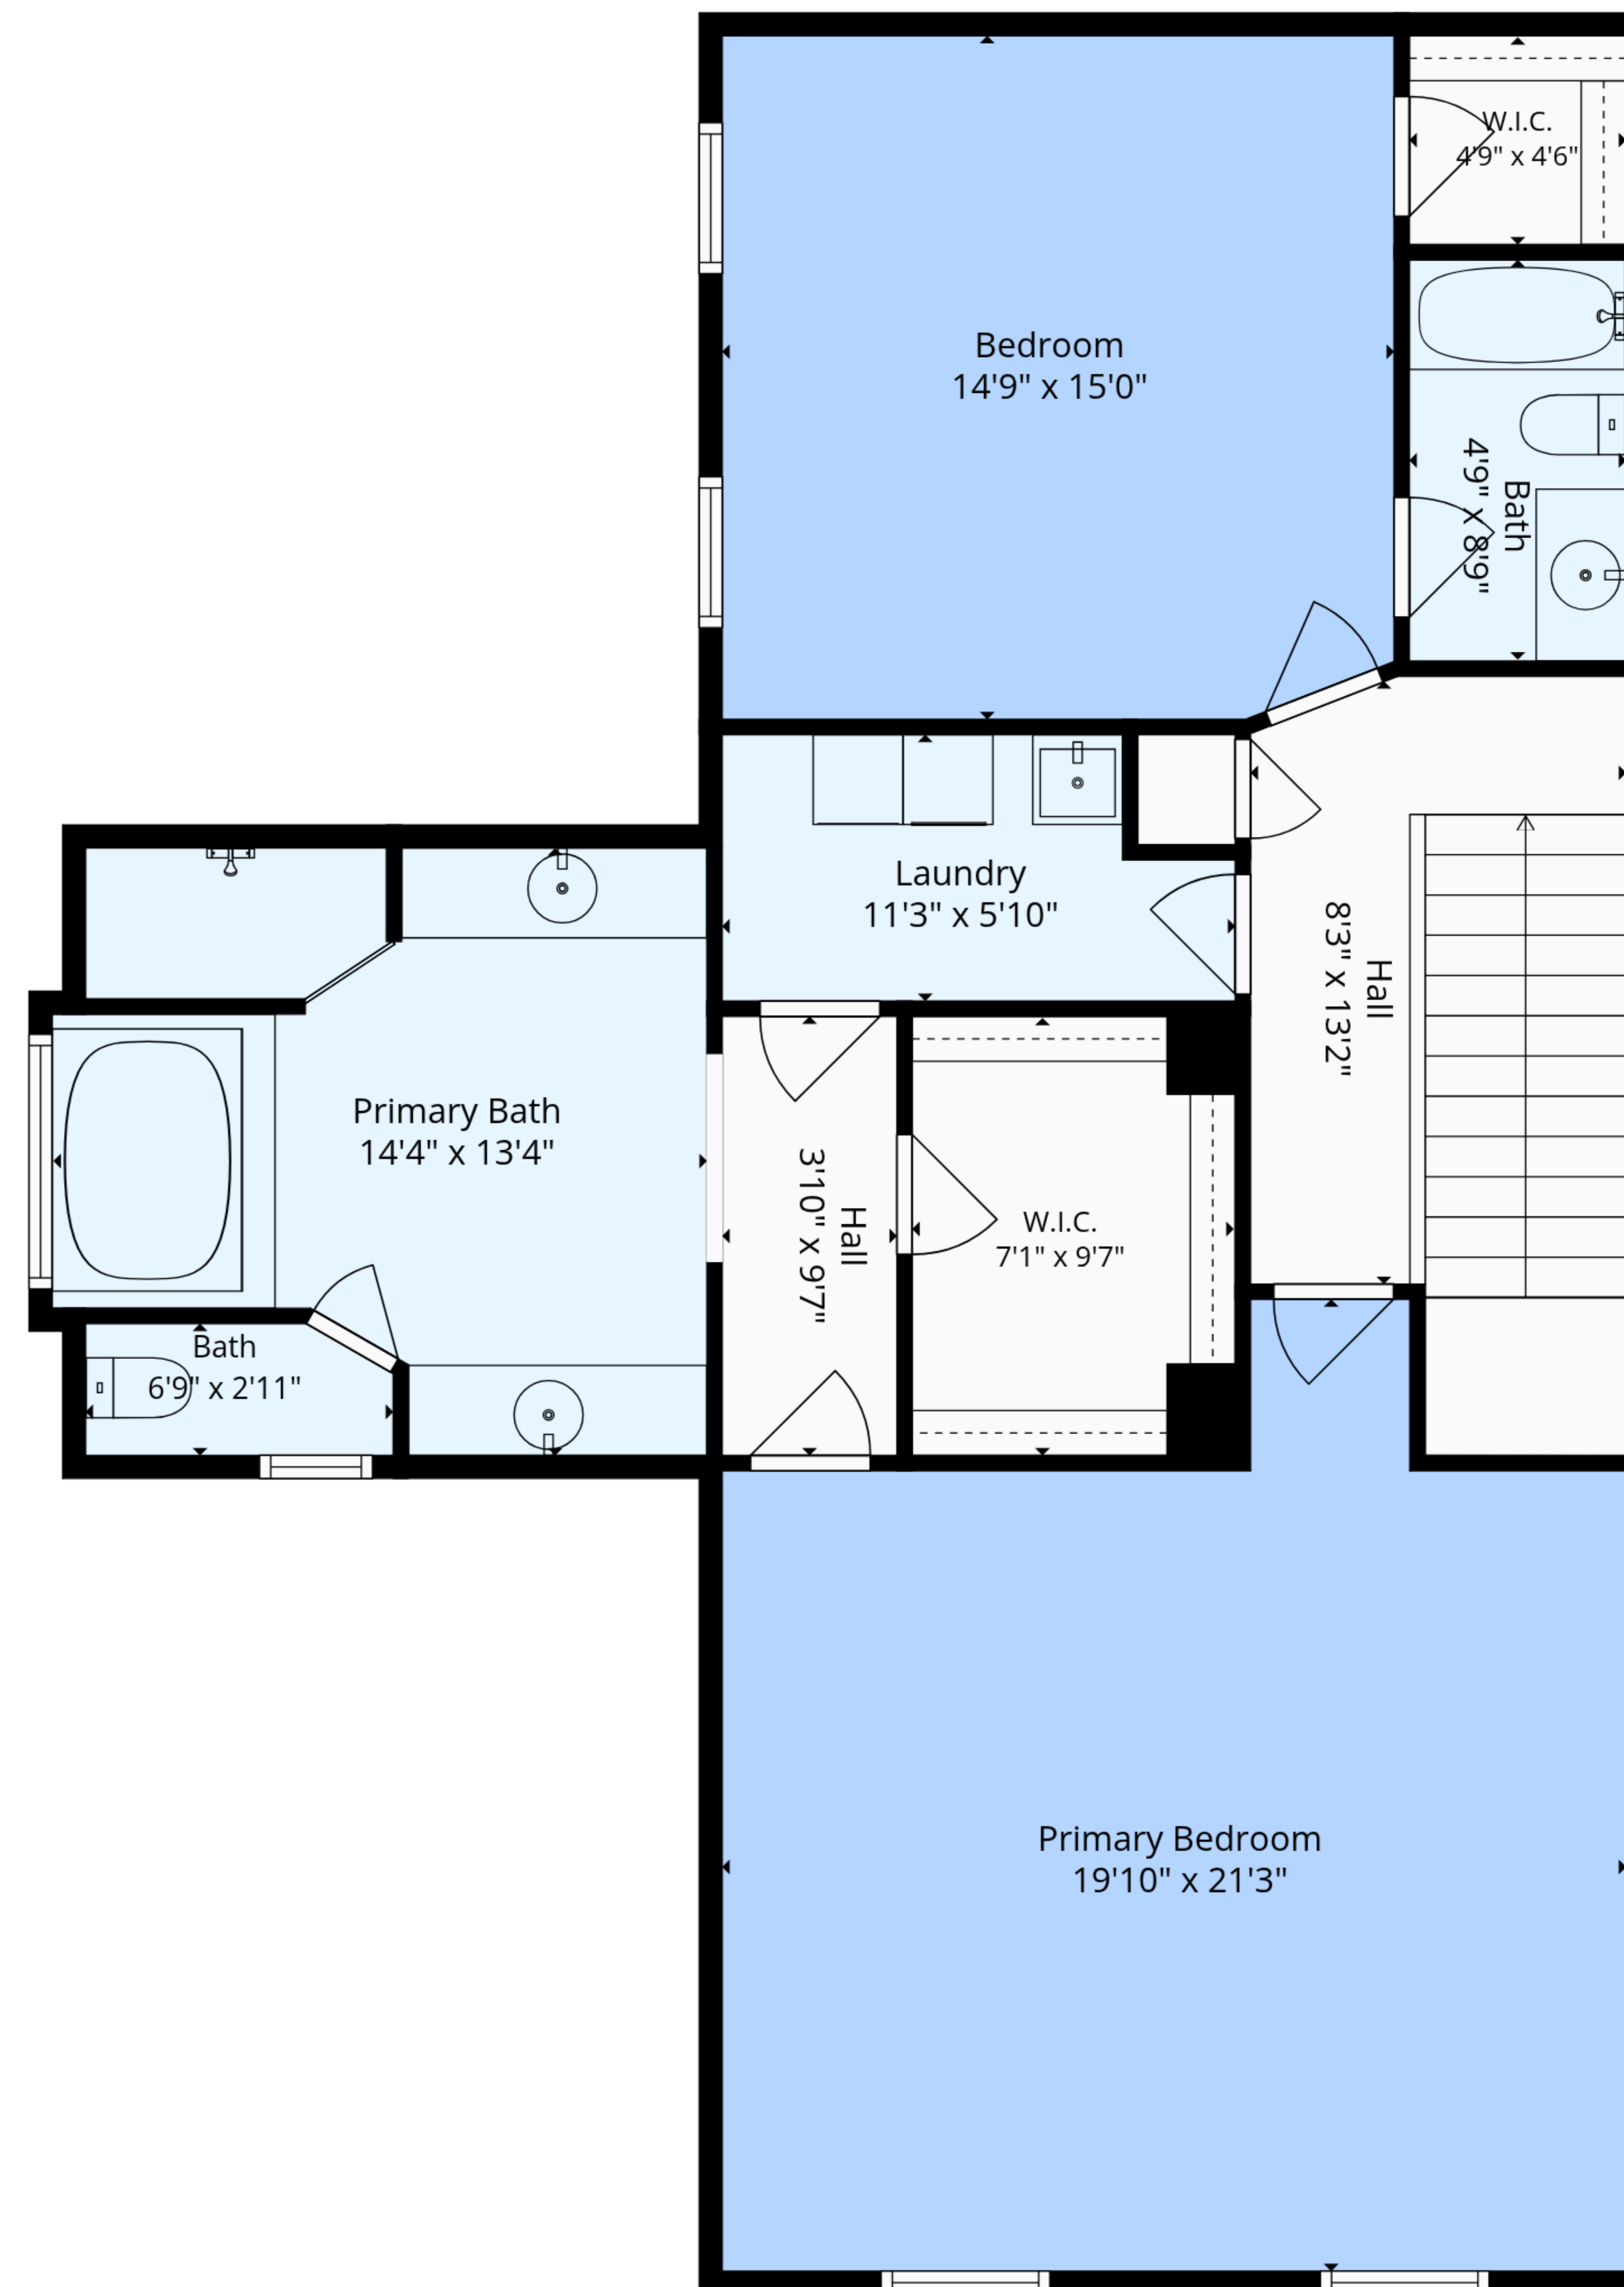 W.I.C.
4'9" x 4'6"
Bedroom
14'9" x 15'0"
Bath
4'9" x 8'9"
Laundry
11'3" x 5'10"
Hall
8'3" x 13'2"
Primary Bath
14'4" x 13'4"
Hall
3'10" x 9'7"
W.I.C.
7'1" x 9'7"
Bath
6'9" x 2'11"
Primary Bedroom
19'10" x 21'3"